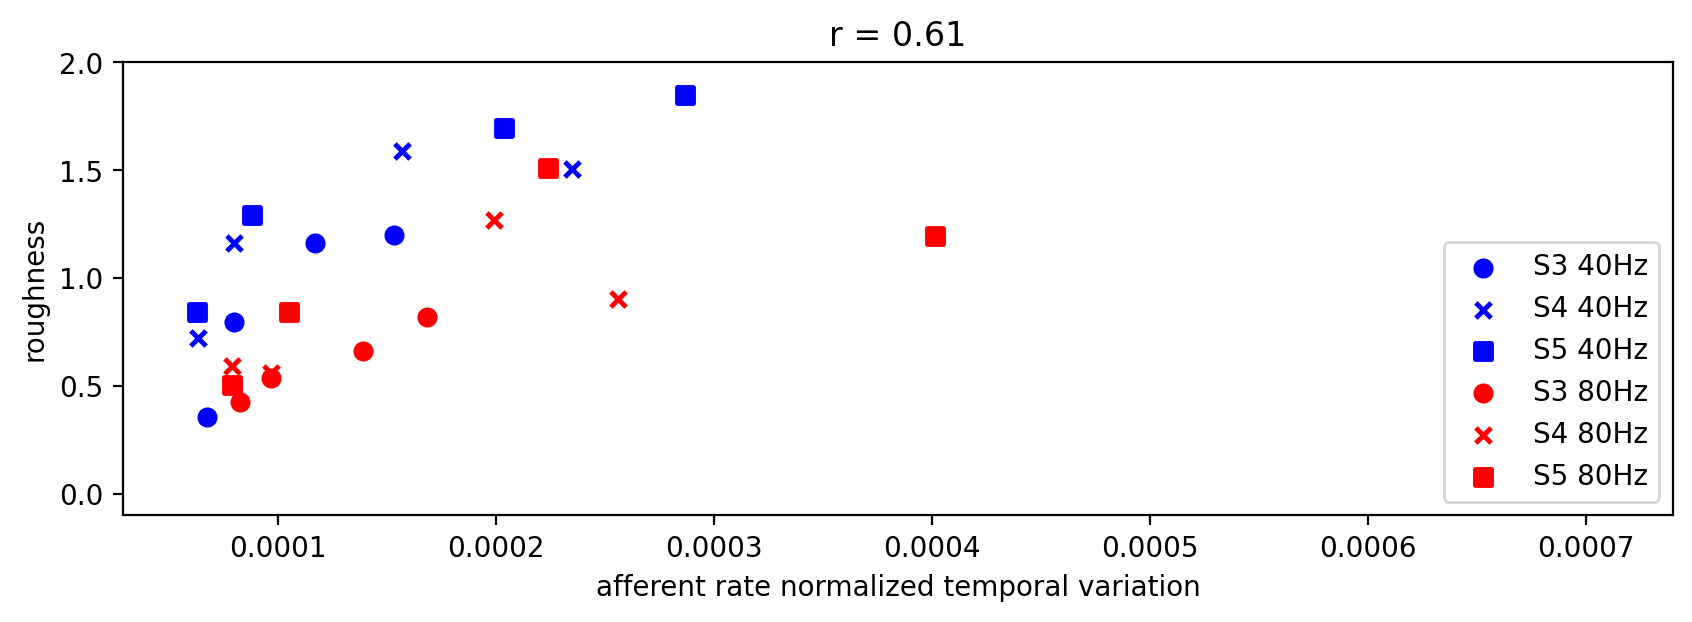 r = 0.61
2.0
1.5
1.0
0.5
0.0
roughness
0.0001 0.0002 0.0003 0.0004 0.0005 0.0006 0.0007
afferent rate normalized temporal variation
S3 40Hz
S4 40Hz
S5 40Hz
S3 80Hz
S4 80Hz
S5 80Hz